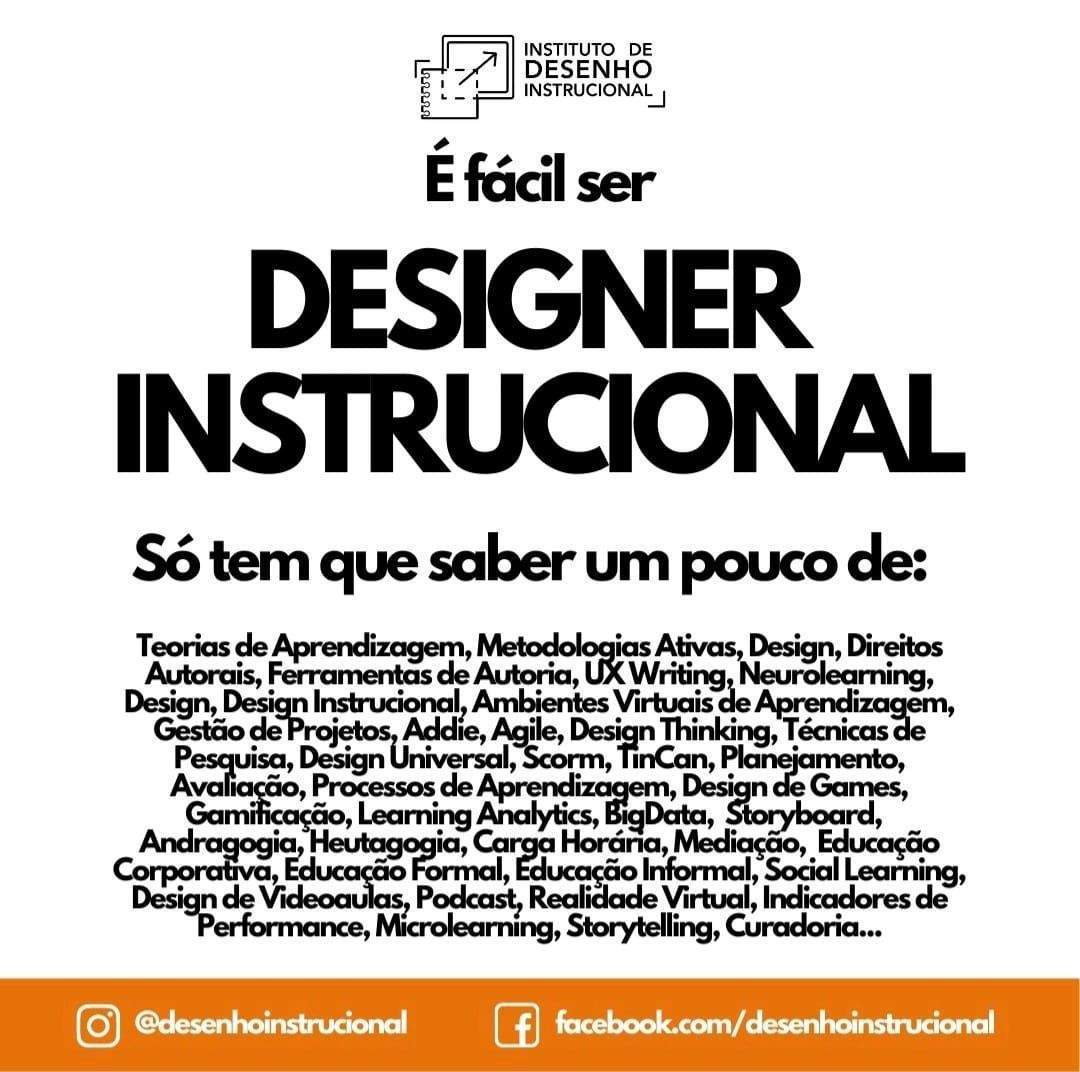 INSTITUTO DE
DESENHO
INSTRUCIONAL
É fácil ser
DESIGNER
INSTRUCIONAL
Só tem que saber um pouco de:
Teorias de Aprendizagem, Metodologias Ativas, Design, Direitos
Autorais, Ferramentas de Autoria, UX Writing, Neurolearning,
Design, Design Instrucional, Ambientes Virtuais de Aprendizagem,
Gestão de Projetos, Addie, Agile, Design Thinking, Técnicas de
Pesquisa, Design Universal, Scorm, TinCan, Planejamento,
Avaliação, Processos de Aprendizagem, Design de Games,
Gamificação, Learning Analytics, BigData, Storyboard,
Andragogia, Heutagogia, Carga Horária, Mediação, Educação
Corporativa, Educação Formal, Educação Informal, Social Learning,
Design de Videoaulas, Podcast, Realidade Virtual, Indicadores de
Performance, Microlearning, Storytelling, Curadoria...
@desenhoinstrucional
facebook.com/desenhoinstrucional